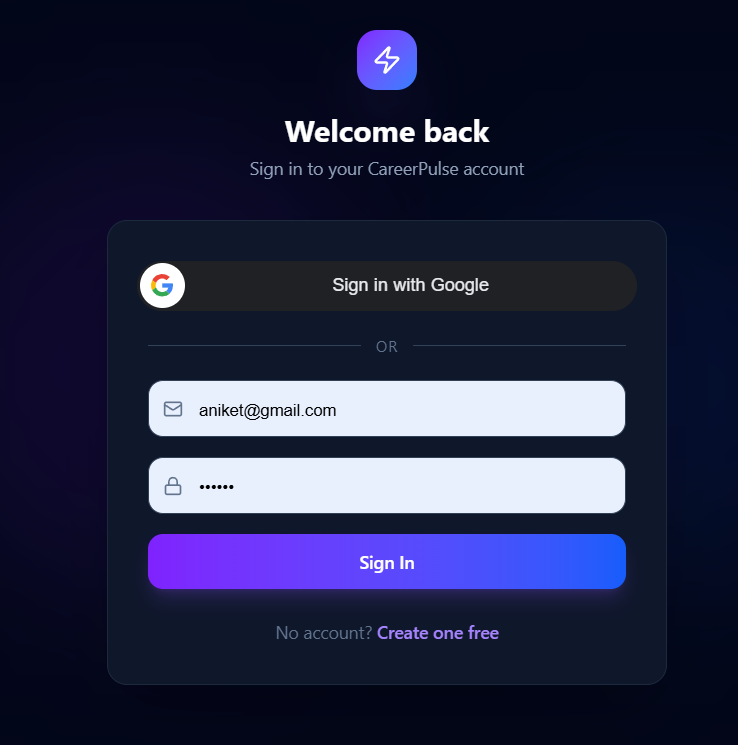 Welcome back
Sign in to your CareerPulse account
Sign in with Google
OR
aniket@gmail.com
••••••
Sign In
No account? Create one free